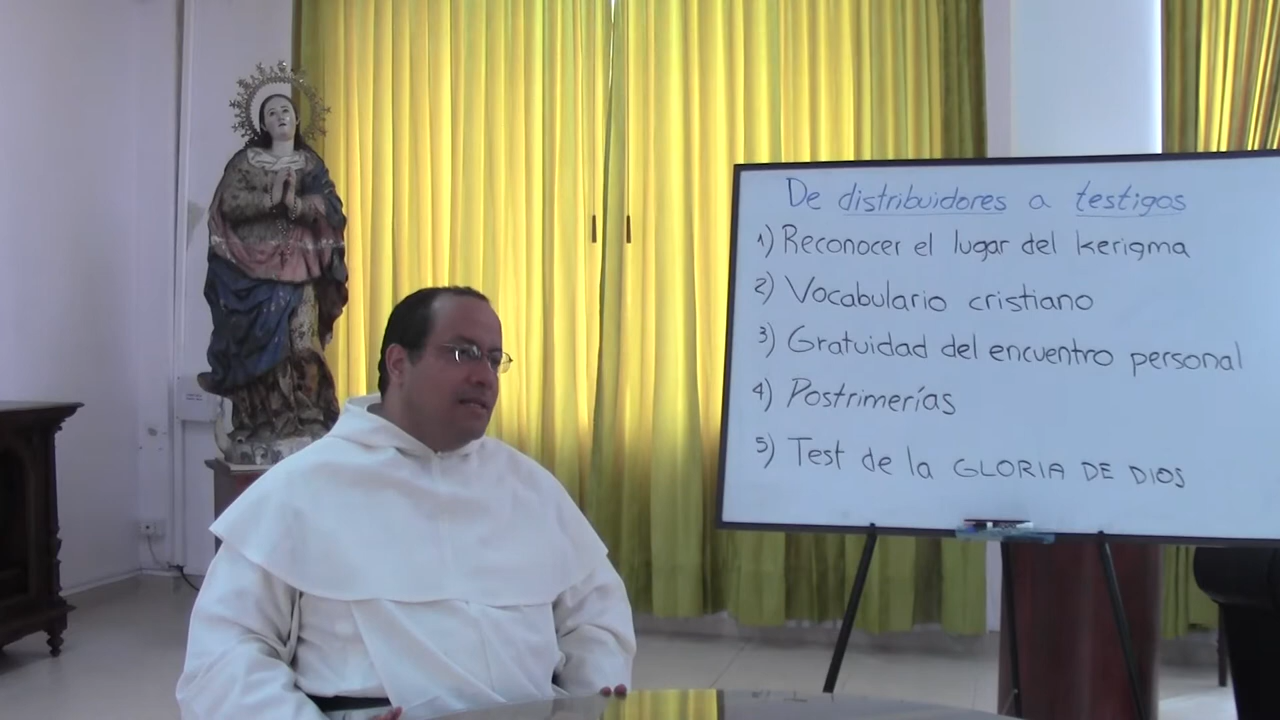 De distribuidores a testigos
1) Reconocer el lugar del kerigma
2) Vocabulario cristiano
3) Gratuidad del encuentro personal
4) Postrimerías
5) Test de la GLORIA DE DIOS